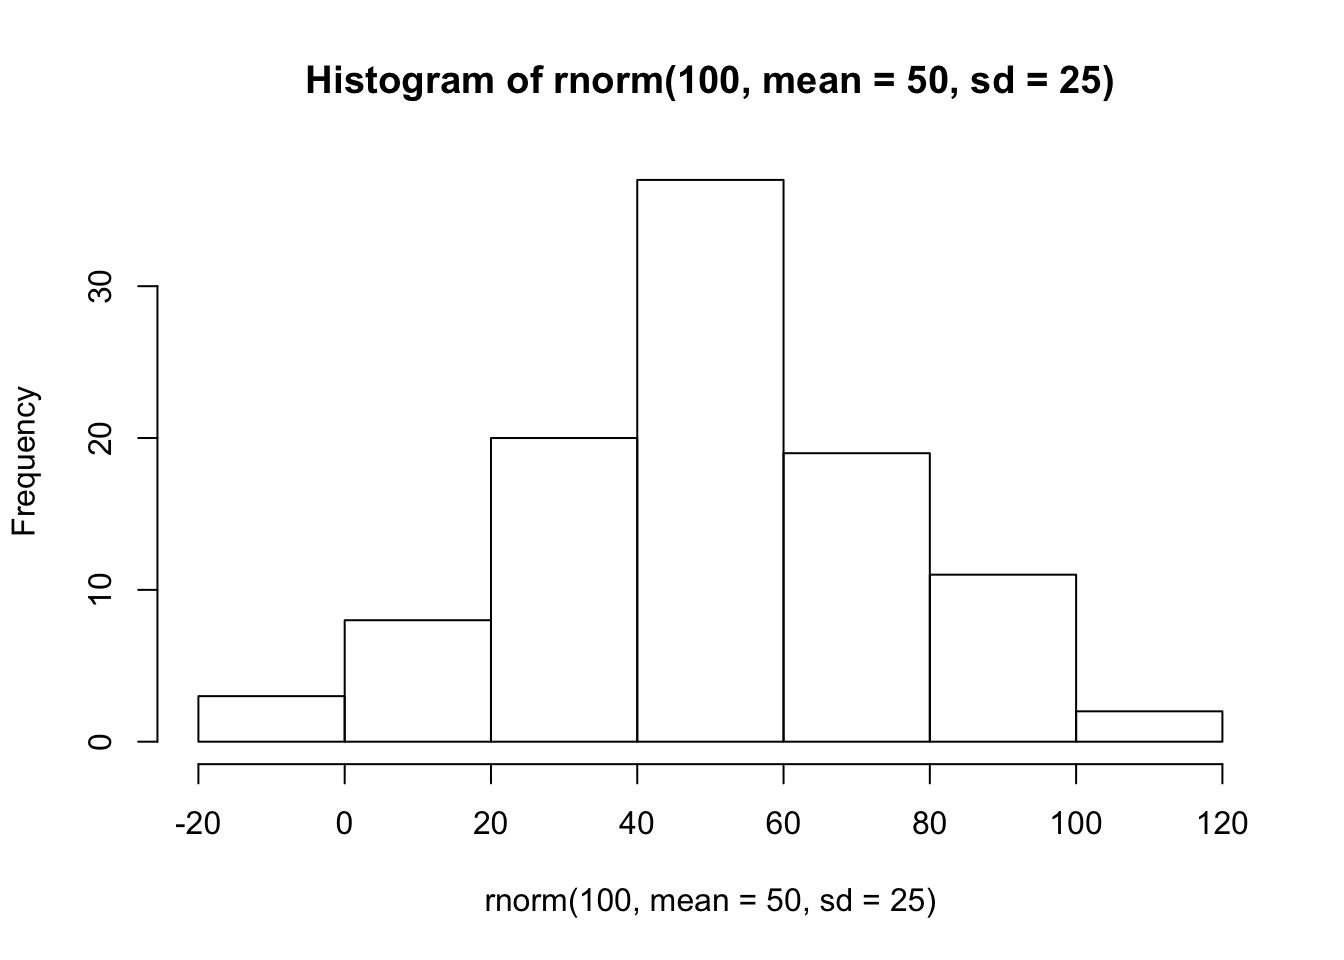 Histogram of rnorm(100, mean = 50, sd = 25)
Frequency
30
20
10
0
-20 0 20 40 60 80 100 120
rnorm(100, mean = 50, sd = 25)